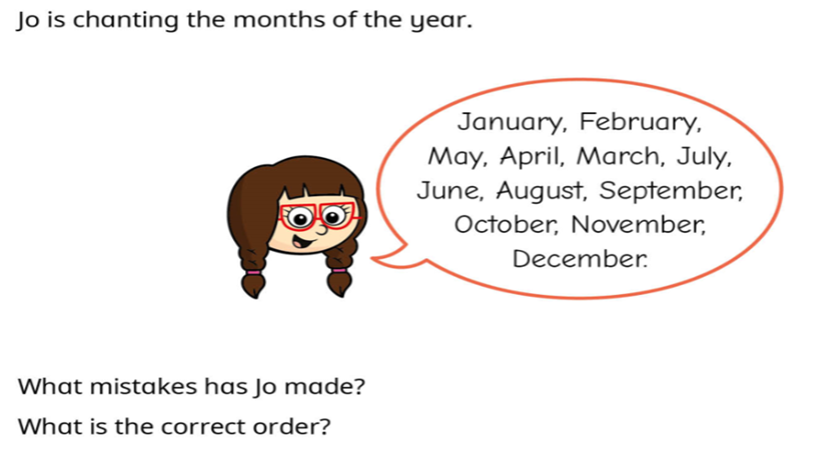 Jo is chanting the months of the year.
January, February,
May, April, March, July,
June, August, September,
October, November,
December.
What mistakes has Jo made?
What is the correct order?